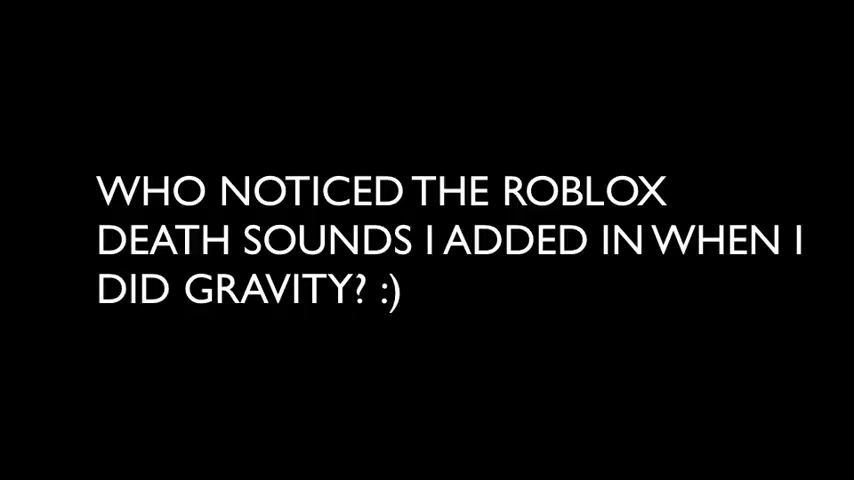 WHO NOTICED THE ROBLOX
DEATH SOUNDS I ADDED IN WHEN I
DID GRAVITY? :)